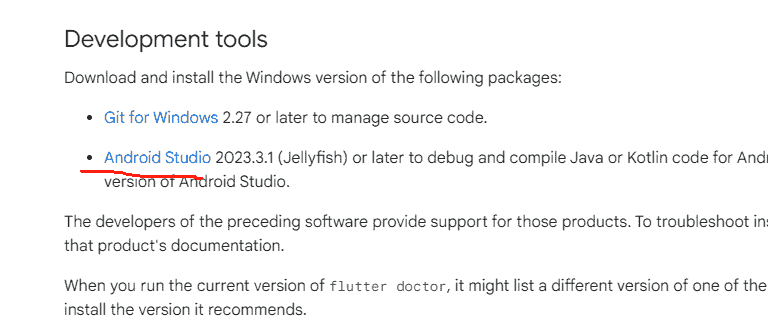 Development tools
Download and install the Windows version of the following packages:
• Git for Windows 2.27 or later to manage source code.
• Android Studio 2023.3.1 (Jellyfish) or later to debug and compile Java or Kotlin code for
version of Android Studio.
The developers of the preceding software provide support for those products. To troubleshoot
that product's documentation.
When you run the current version of flutter doctor, it might list a different version of one of the
install the version it recommends.